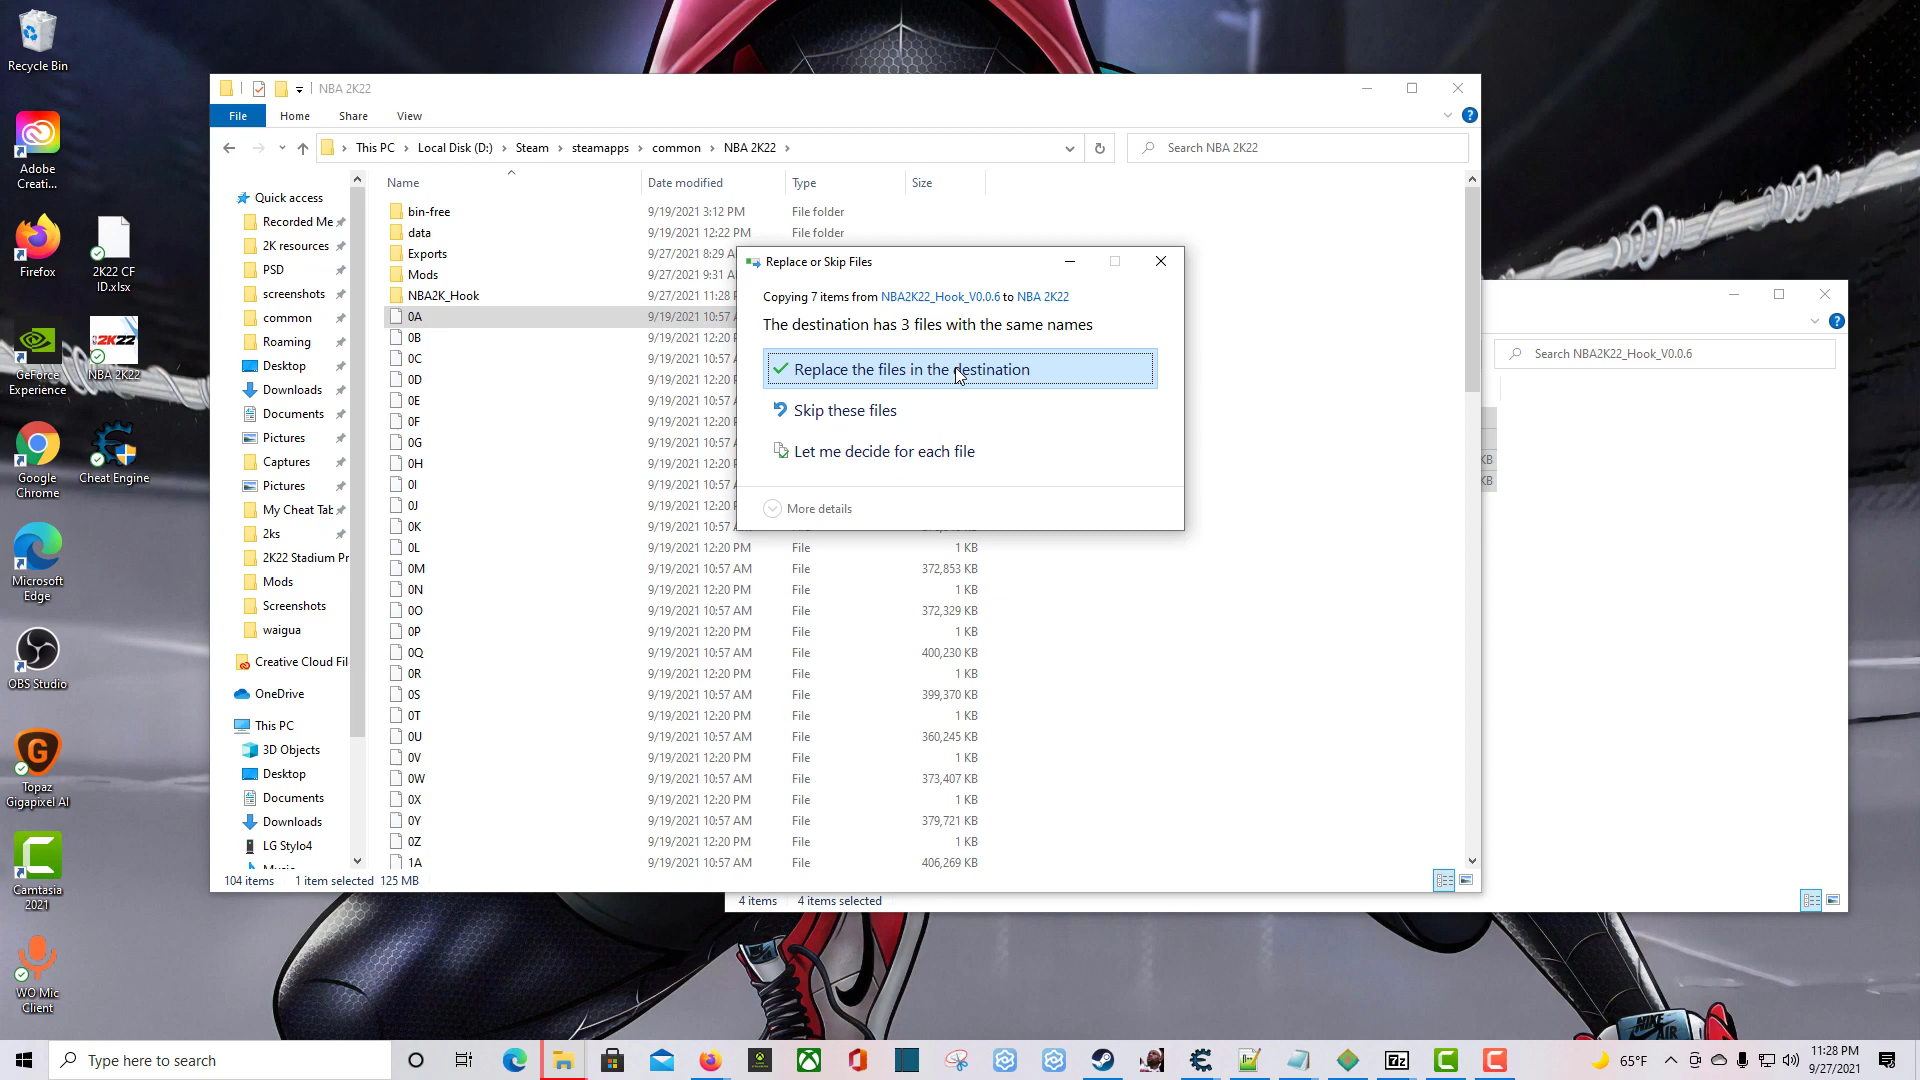 Recycle Bin
Adobe
Creati...
Firefox
2K22 CF
ID.xlsx
GeForce
Experience
2K22
NBA 2K22
Google
Chrome
Cheat Engine
Microsoft
Edge
OBS Studio
Topaz
Gigapixel AI
Camtasia
2021
WO Mic
Client
NBA 2K22
File
Home
Share
View
This PC
Local Disk (D:)
Steam
steamapps
common
NBA 2K22
Search NBA 2K22
Quick access
Recorded Me
2K resources
PSD
screenshots
common
Roaming
Desktop
Downloads
Documents
Pictures
Captures
Pictures
My Cheat Tab
2ks
2K22 Stadium Pr
Mods
Screenshots
waigua
Creative Cloud Fil
OneDrive
This PC
3D Objects
Desktop
Documents
Downloads
LG Stylo4
Music
Name Date modified Type Size
bin-free 9/19/2021 3:12 PM File folder
data 9/19/2021 12:22 PM File folder
Exports 9/27/2021 8:29 A
Mods 9/27/2021 9:31 A
NBA2K_Hook 9/27/2021 11:28 P
0A 9/19/2021 10:57 A
0B 9/19/2021 12:20 P
0C 9/19/2021 10:57 A
0D 9/19/2021 12:20 P
0E 9/19/2021 10:57 A
0F 9/19/2021 12:20 P
0G 9/19/2021 10:57 A
0H 9/19/2021 12:20 P
0I 9/19/2021 10:57 A
0J 9/19/2021 12:20 P
0K 9/19/2021 10:57 A
0L 9/19/2021 12:20 PM File 1 KB
0M 9/19/2021 10:57 AM File 372,853 KB
0N 9/19/2021 12:20 PM File 1 KB
0O 9/19/2021 10:57 AM File 372,329 KB
0P 9/19/2021 12:20 PM File 1 KB
0Q 9/19/2021 10:57 AM File 400,230 KB
0R 9/19/2021 12:20 PM File 1 KB
0S 9/19/2021 10:57 AM File 399,370 KB
0T 9/19/2021 12:20 PM File 1 KB
0U 9/19/2021 10:57 AM File 360,245 KB
0V 9/19/2021 12:20 PM File 1 KB
0W 9/19/2021 10:57 AM File 373,407 KB
0X 9/19/2021 12:20 PM File 1 KB
0Y 9/19/2021 10:57 AM File 379,721 KB
0Z 9/19/2021 12:20 PM File 1 KB
1A 9/19/2021 10:57 AM File 406,269 KB
104 items 1 item selected 125 MB
Replace or Skip Files
Copying 7 items from NBA2K22_Hook_V0.0.6 to NBA 2K22
The destination has 3 files with the same names
Replace the files in the destination
Skip these files
Let me decide for each file
More details
Search NBA2K22_Hook_V0.0.6
KB
KB
4 items 4 items selected
NIKE
AIR
Type here to search
7z
65°F
11:28 PM
9/27/2021